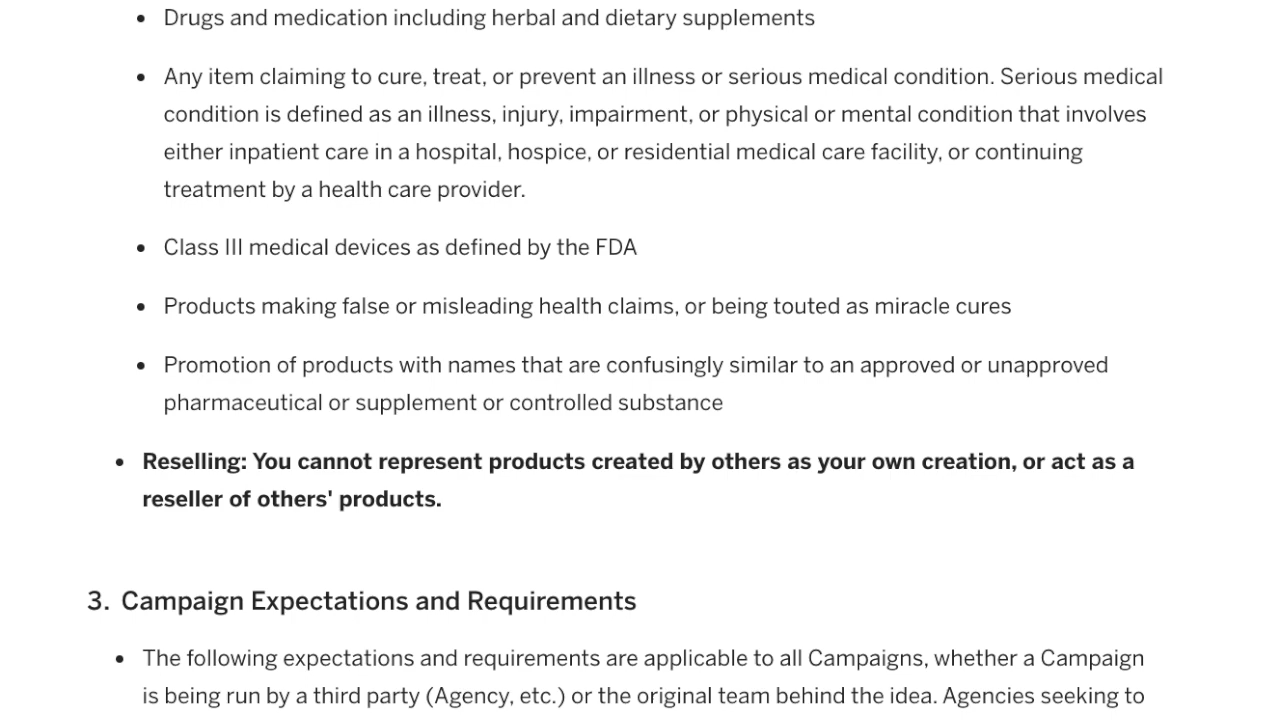 • Drugs and medication including herbal and dietary supplements
• Any item claiming to cure, treat, or prevent an illness or serious medical condition. Serious medical
condition is defined as an illness, injury, impairment, or physical or mental condition that involves
either inpatient care in a hospital, hospice, or residential medical care facility, or continuing
treatment by a health care provider.
• Class III medical devices as defined by the FDA
• Products making false or misleading health claims, or being touted as miracle cures
• Promotion of products with names that are confusingly similar to an approved or unapproved
pharmaceutical or supplement or controlled substance
• Reselling: You cannot represent products created by others as your own creation, or act as a
reseller of others' products.
3. Campaign Expectations and Requirements
• The following expectations and requirements are applicable to all Campaigns, whether a Campaign
is being run by a third party (Agency, etc.) or the original team behind the idea. Agencies seeking to